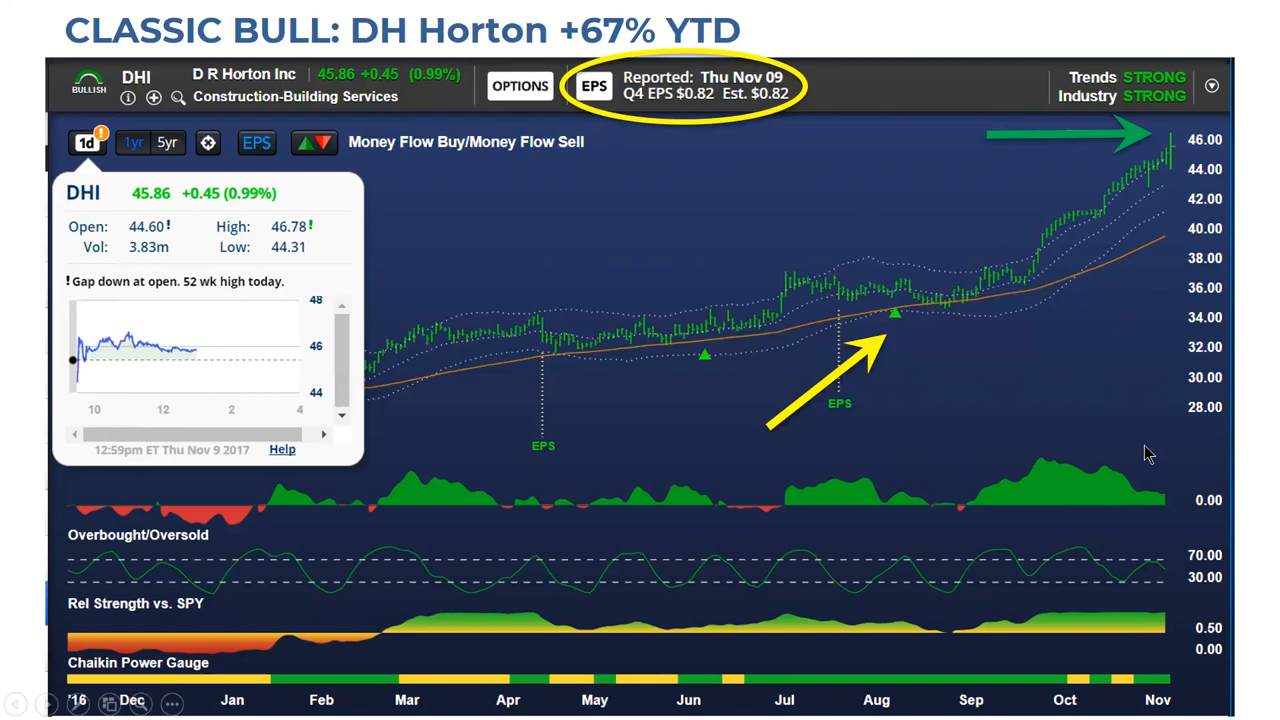 CLASSIC BULL: DH Horton +67% YTD
BULLISH
DHI
D R Horton Inc 45.86 +0.45 (0.99%)
Construction-Building Services
OPTIONS
EPS
Reported: Thu Nov 09
Q4 EPS $0.82 Est. $0.82
Trends STRONG
Industry STRONG
1d
1yr 5yr
EPS
Money Flow Buy/Money Flow Sell
DHI 45.86 +0.45 (0.99%)
Open: 44.60! High: 46.78!
Vol: 3.83m Low: 44.31
! Gap down at open. 52 wk high today.
48
46
44
10 12 2 4
12:59pm ET Thu Nov 9 2017 Help
46.00
44.00
42.00
40.00
38.00
36.00
34.00
32.00
30.00
28.00
EPS
EPS
0.00
Overbought/Oversold
70.00
30.00
Rel Strength vs. SPY
0.50
0.00
Chaikin Power Gauge
'16 Dec Jan Feb Mar Apr May Jun Jul Aug Sep Oct Nov